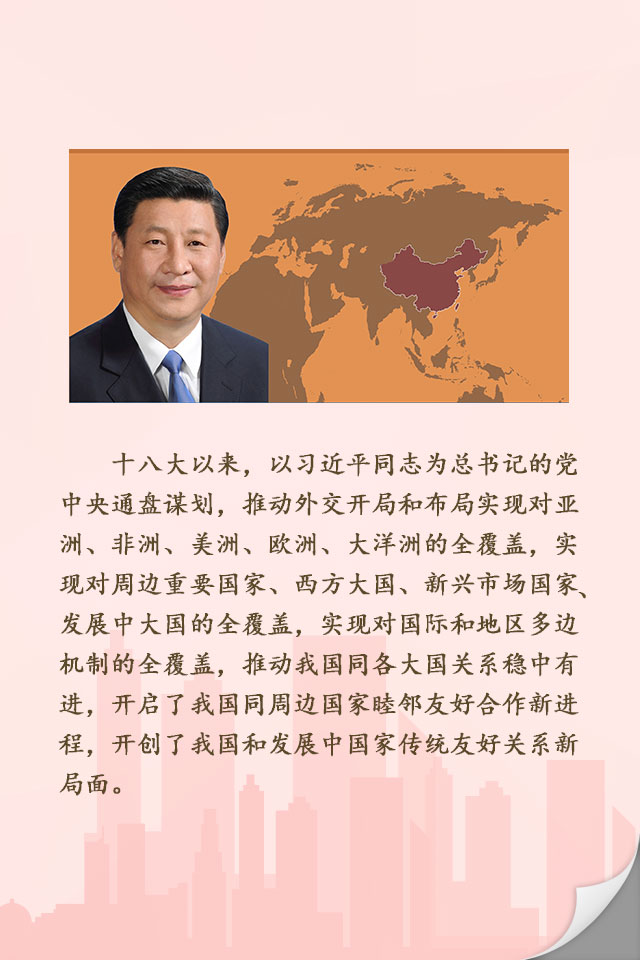 十八大以来，以习近平同志为总书记的党
中央通盘谋划，推动外交开局和布局实现对亚
洲、非洲、美洲、欧洲、大洋洲的全覆盖，实
现对周边重要国家、西方大国、新兴市场国家、
发展中大国的全覆盖，实现对国际和地区多边
机制的全覆盖，推动我国同各大国关系稳中有
进，开启了我国同周边国家睦邻友好合作新进
程，开创了我国和发展中国家传统友好关系新
局面。